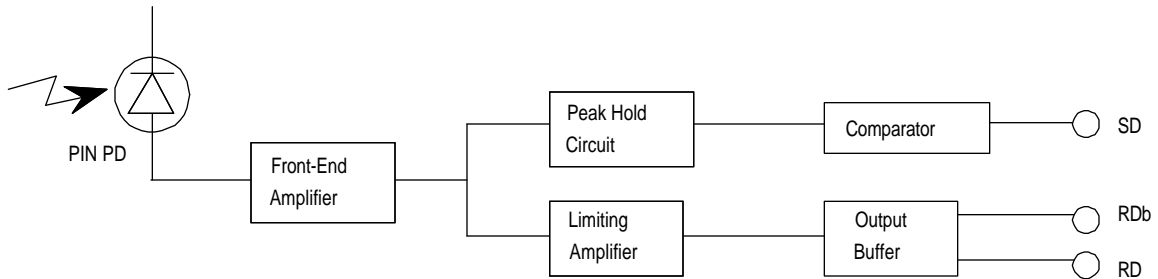 PIN PD
Front-End
Amplifier
Peak Hold
Circuit
Comparator
SD
Limiting
Amplifier
Output
Buffer
RDb
RD